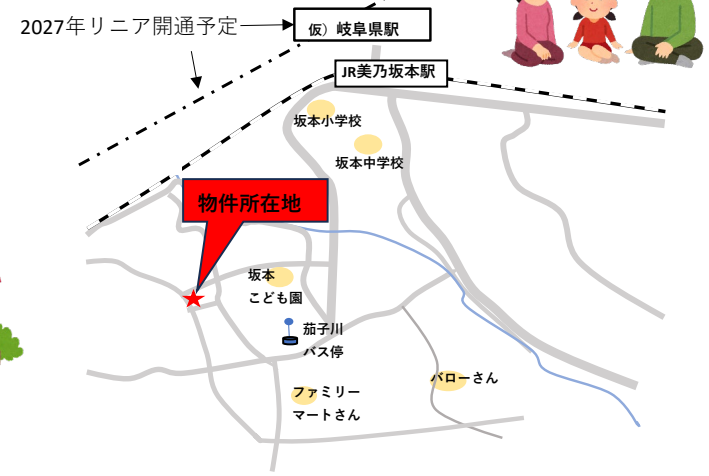 2027年リニア開通予定
仮）岐阜県駅
JR美乃坂本駅
坂本小学校
坂本中学校
物件所在地
坂本
こども園
茄子川
バス停
バローさん
ファミリー
マートさん